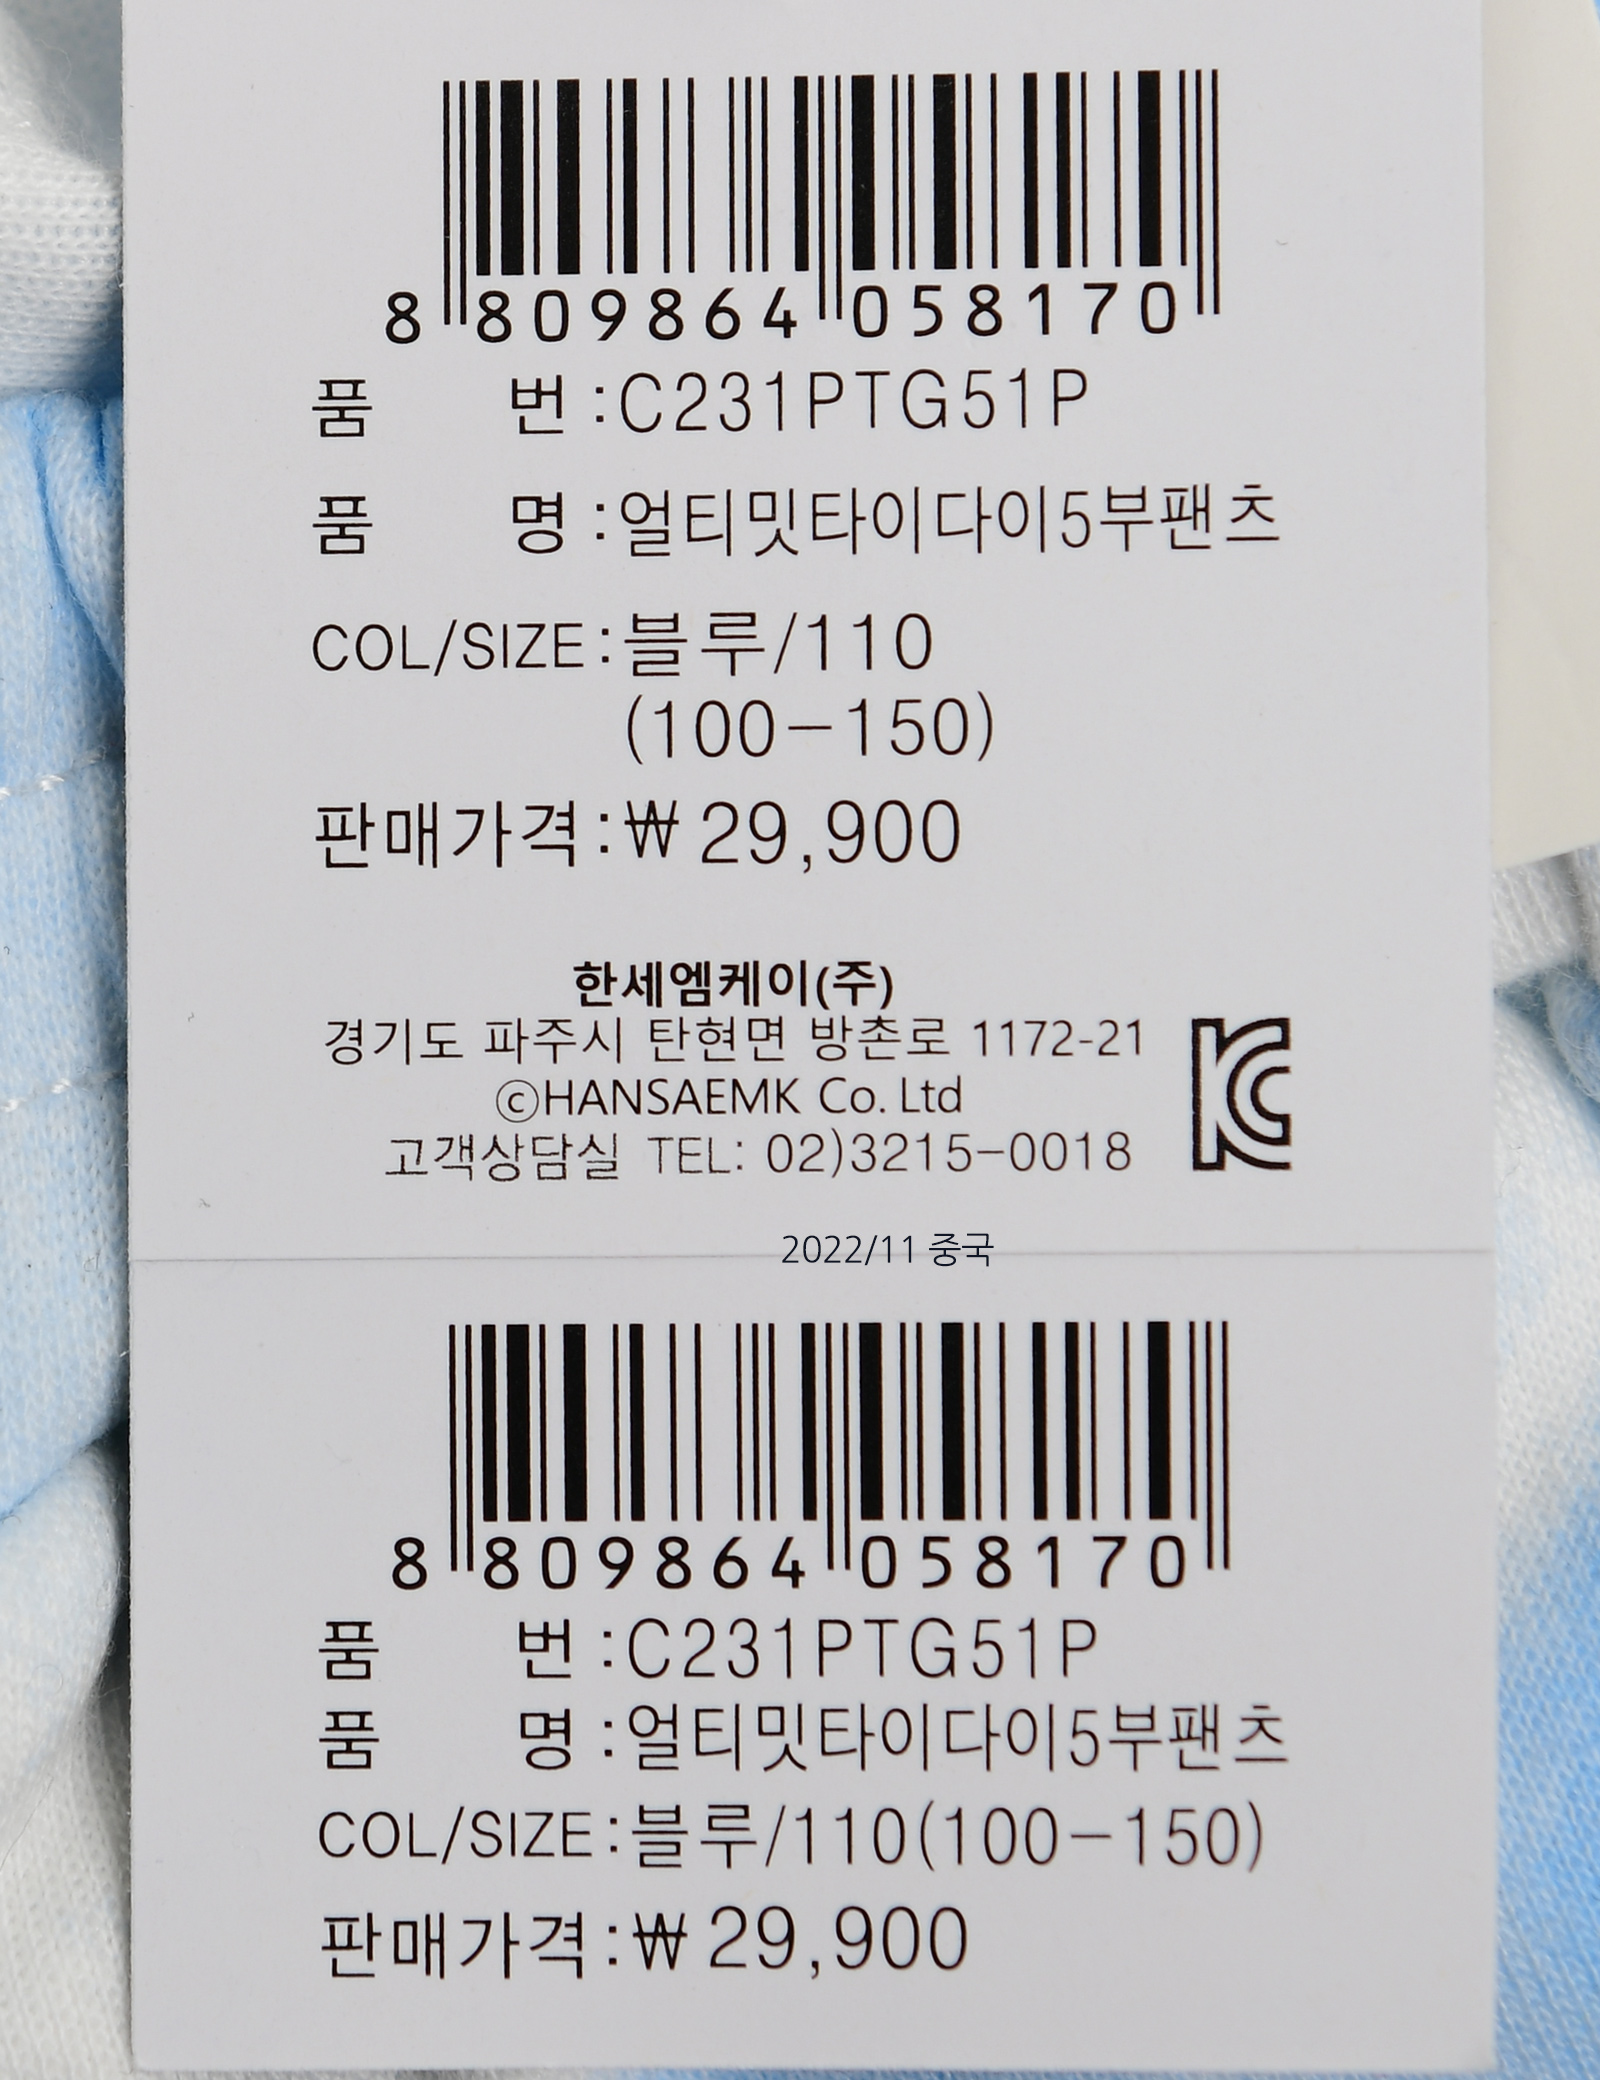 8 809864 058170
품 번 : C231PTG51P
품 명 : 얼티밋타이다이5부팬츠
COL/SIZE : 블루/110
(100-150)
판매가격 : ₩ 29,900
한세엠케이(주)
경기도 파주시 탄현면 방촌로 1172-21
ⓒHANSAEMK Co. Ltd
고객상담실 TEL: 02)3215-0018
KC
2022/11 중국
8 809864 058170
품 번 : C231PTG51P
품 명 : 얼티밋타이다이5부팬츠
COL/SIZE : 블루/110(100-150)
판매가격 : ₩ 29,900